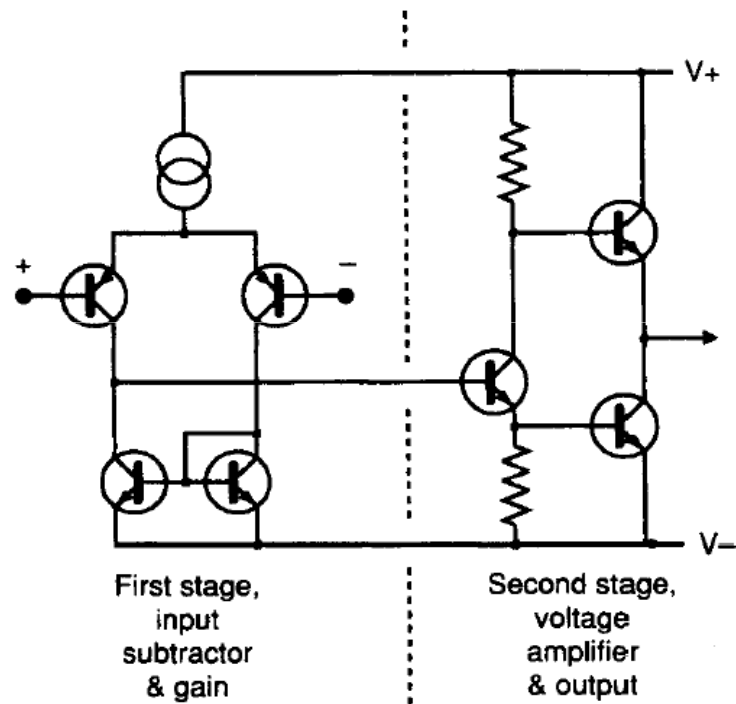 V+
+
−
V−
First stage,
input
subtractor
& gain
Second stage,
voltage
amplifier
& output